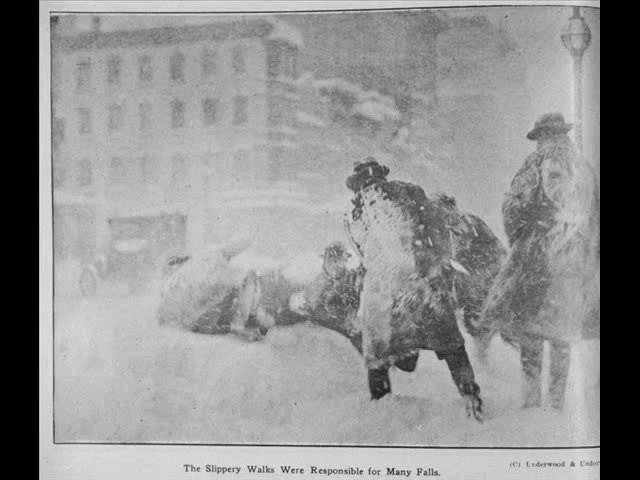 The Slippery Walks Were Responsible for Many Falls.
(C) Underwood & Under